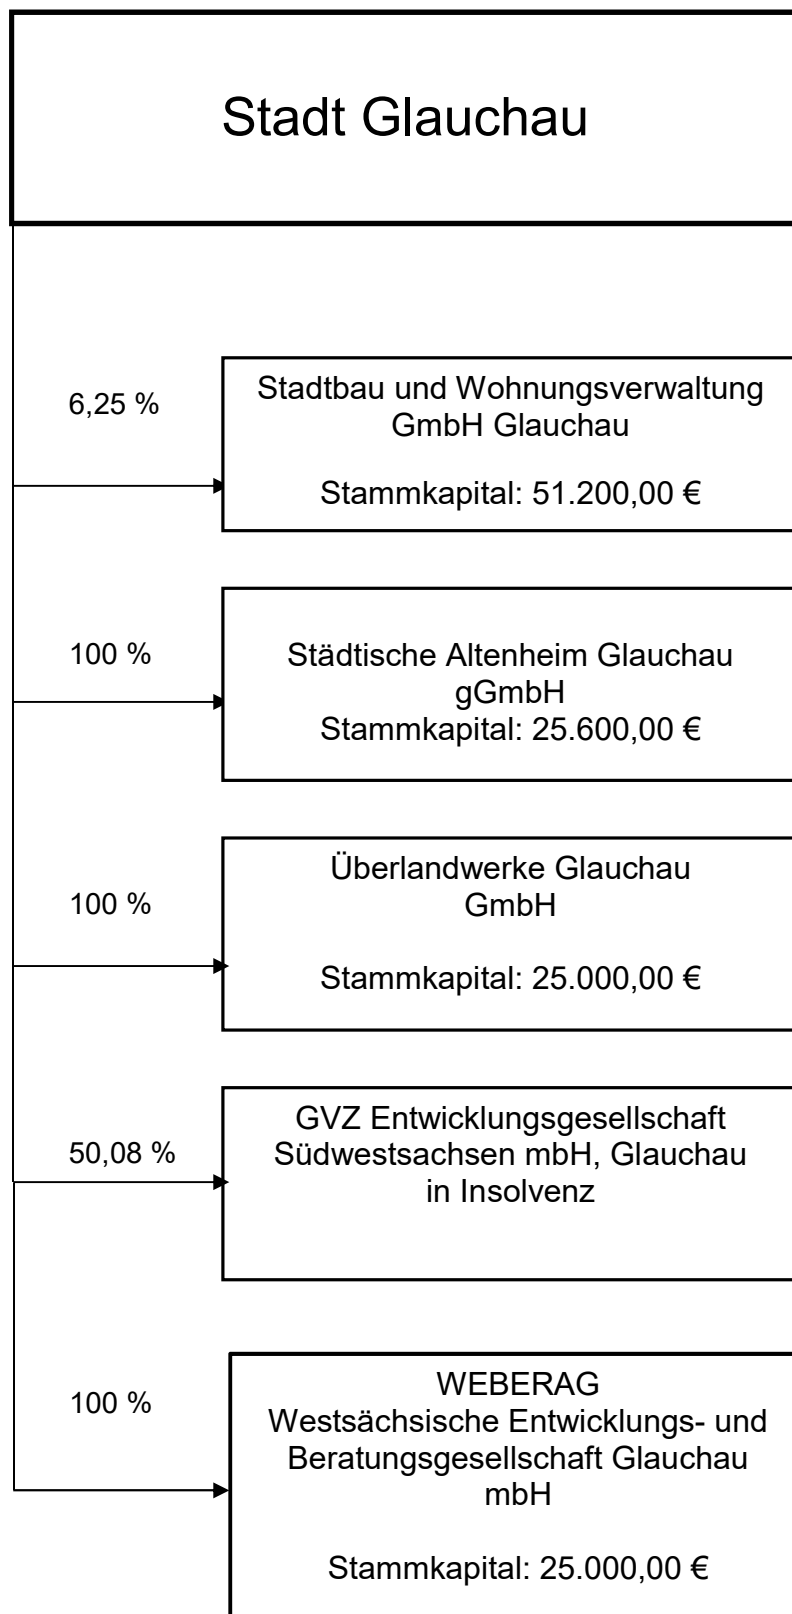 Stadt Glauchau
6,25 %
Stadtbau und Wohnungsverwaltung
GmbH Glauchau
Stammkapital: 51.200,00 €
100 %
Städtische Altenheim Glauchau
gGmbH
Stammkapital: 25.600,00 €
100 %
Überlandwerke Glauchau
GmbH
Stammkapital: 25.000,00 €
50,08 %
GVZ Entwicklungsgesellschaft
Südwestsachsen mbH, Glauchau
in Insolvenz
100 %
WEBERAG
Westsächsische Entwicklungs- und
Beratungsgesellschaft Glauchau
mbH
Stammkapital: 25.000,00 €